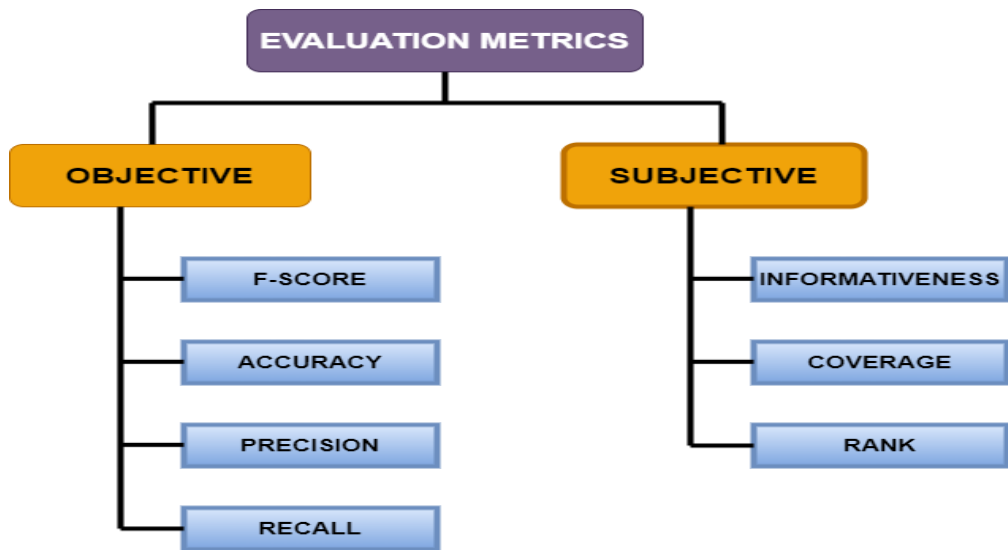 EVALUATION METRICS
OBJECTIVE
F-SCORE
ACCURACY
PRECISION
RECALL
SUBJECTIVE
INFORMATIVENESS
COVERAGE
RANK